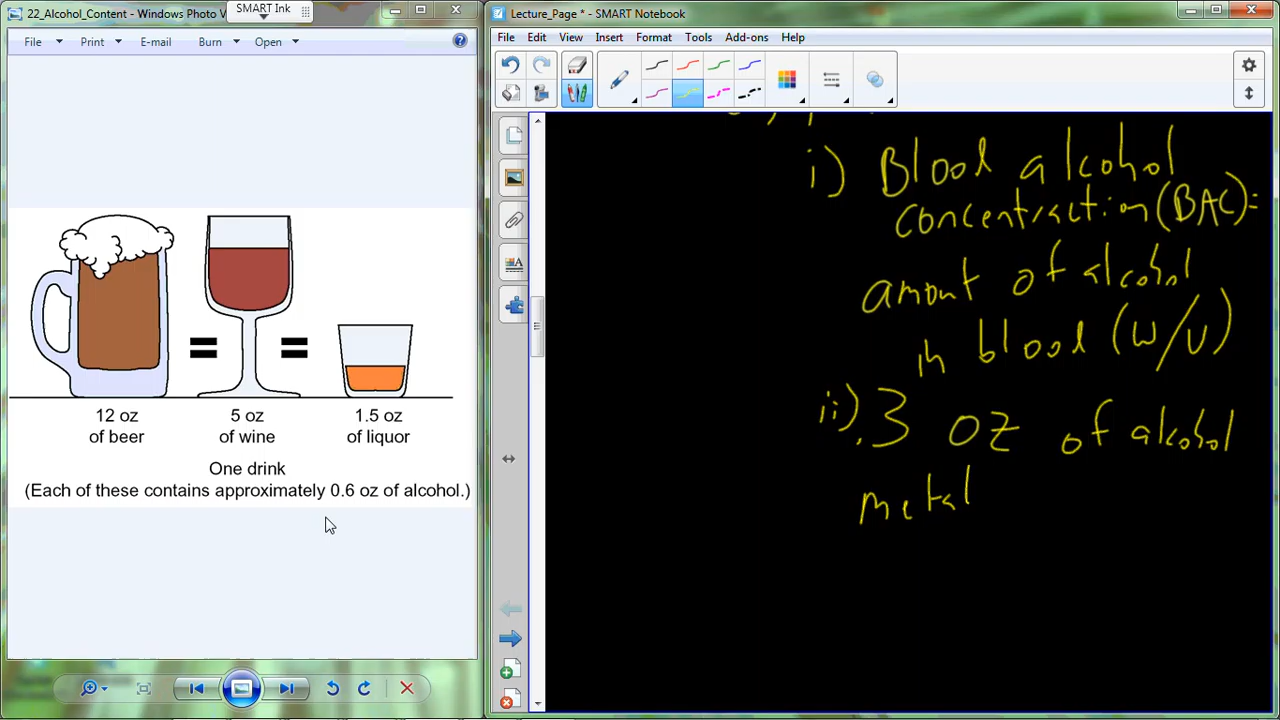 22_Alcohol_Content - Windows Photo V
SMART Ink
File Print E-mail Burn Open
12 oz
of beer
=
5 oz
of wine
=
1.5 oz
of liquor
One drink
(Each of these contains approximately 0.6 oz of alcohol.)
Lecture_Page * - SMART Notebook
File Edit View Insert Format Tools Add-ons Help
i) Blood alcohol
concentraction (BAC)=
amount of alcohol
in blood (W/V)
ii) .3 oz of alcohol
metal